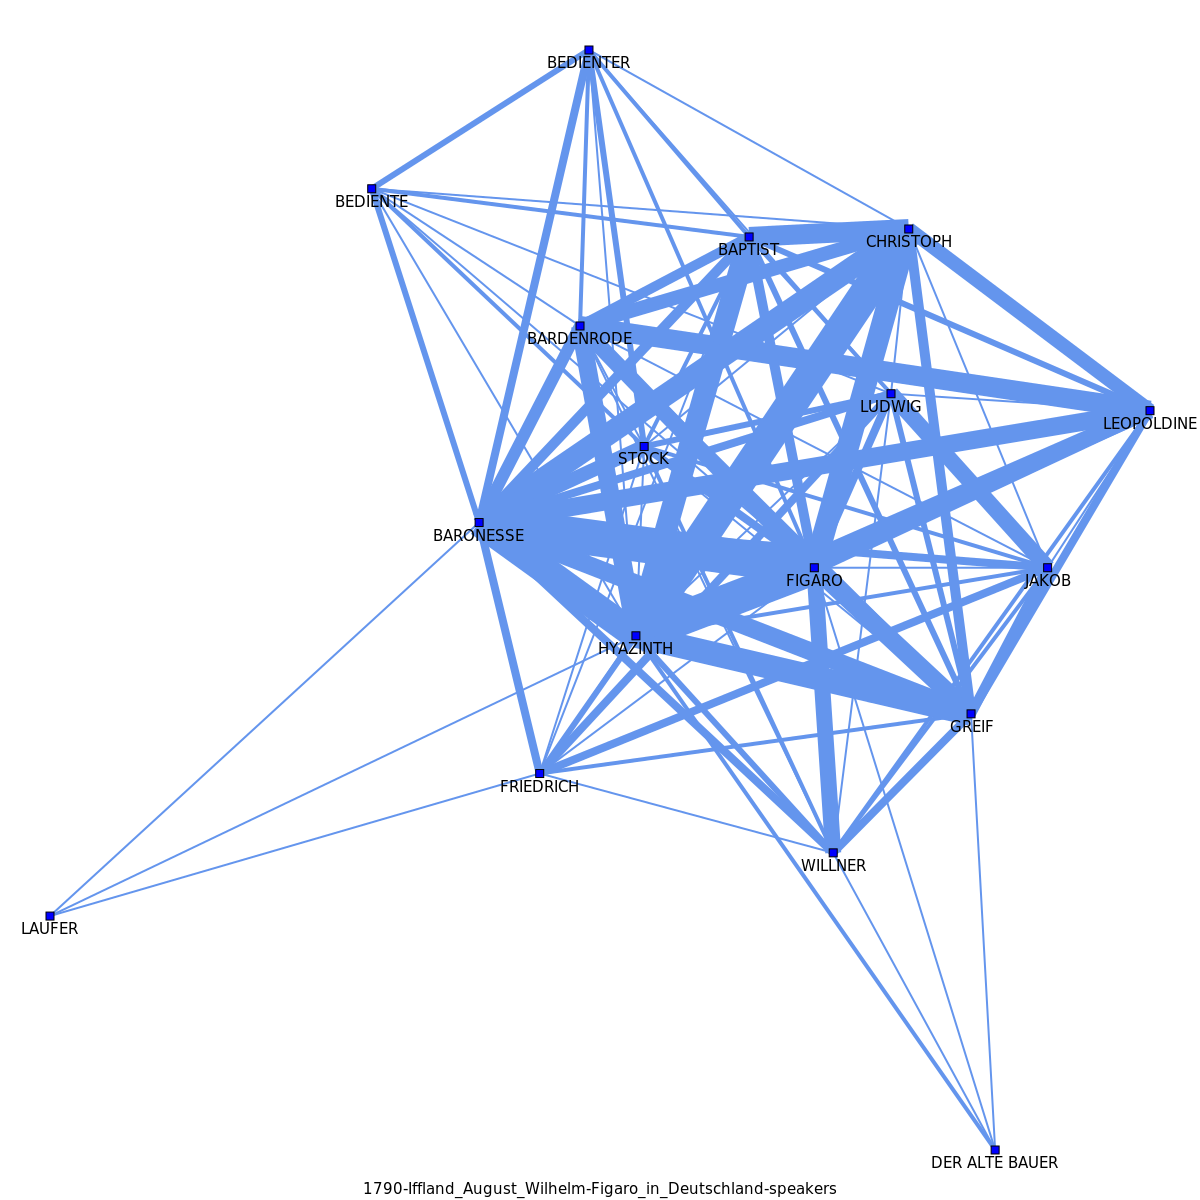 BEDIENTER
BEDIENTE
BAPTIST
CHRISTOPH
BARDENRODE
LUDWIG
LEOPOLDINE
STOCK
BARONESSE
FIGARO
JAKOB
HYAZINTH
GREIF
FRIEDRICH
WILLNER
LAUFER
DER ALTE BAUER
1790-Iffland_August_Wilhelm-Figaro_in_Deutschland-speakers